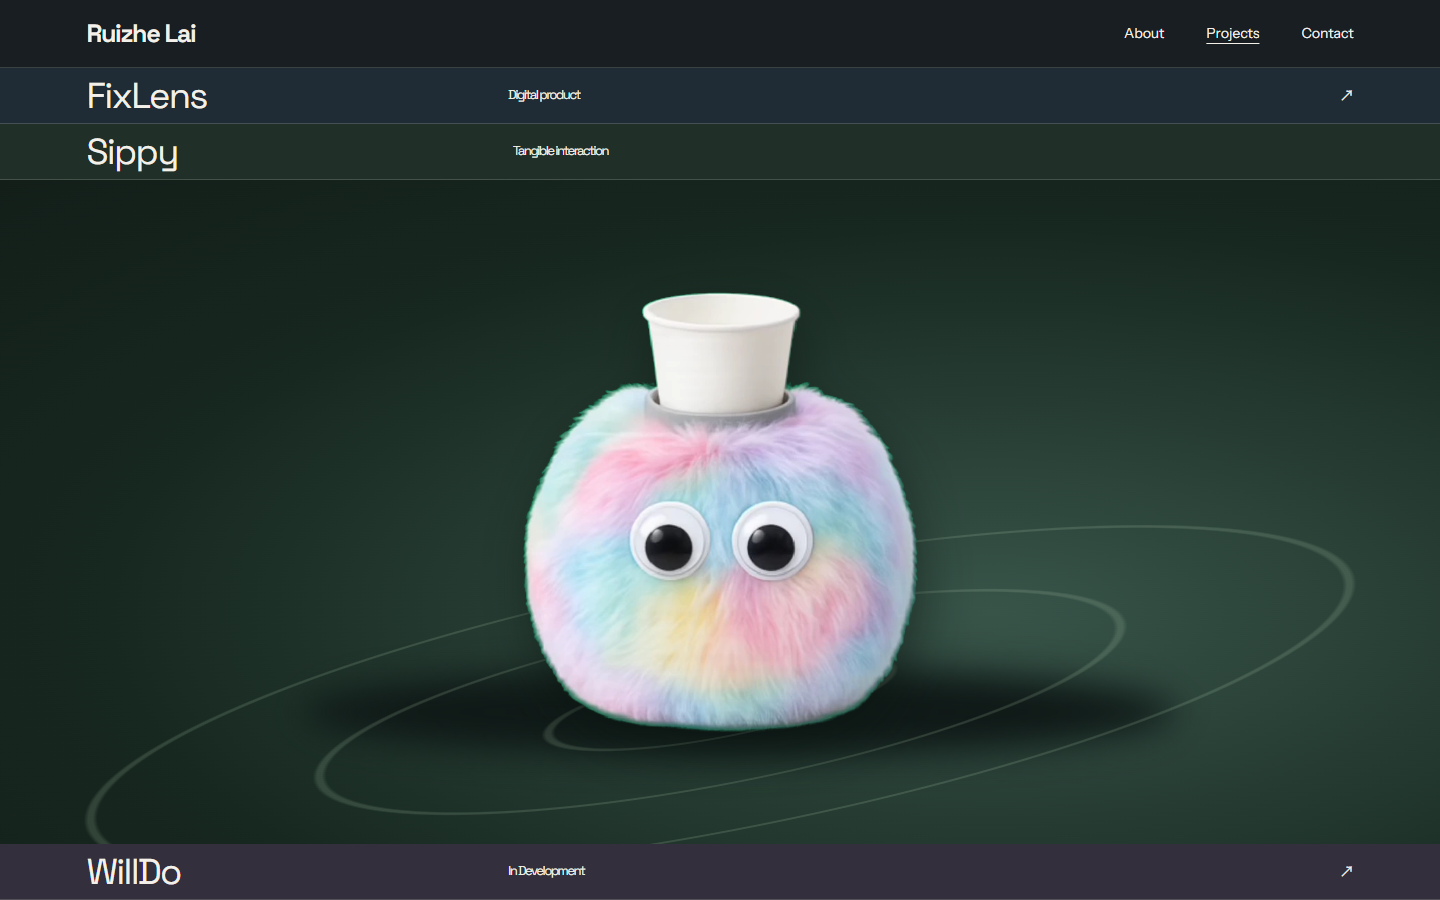 Ruizhe Lai
About Projects Contact
FixLens Digital product ↗
Sippy Tangible interaction
WillDo In Development ↗